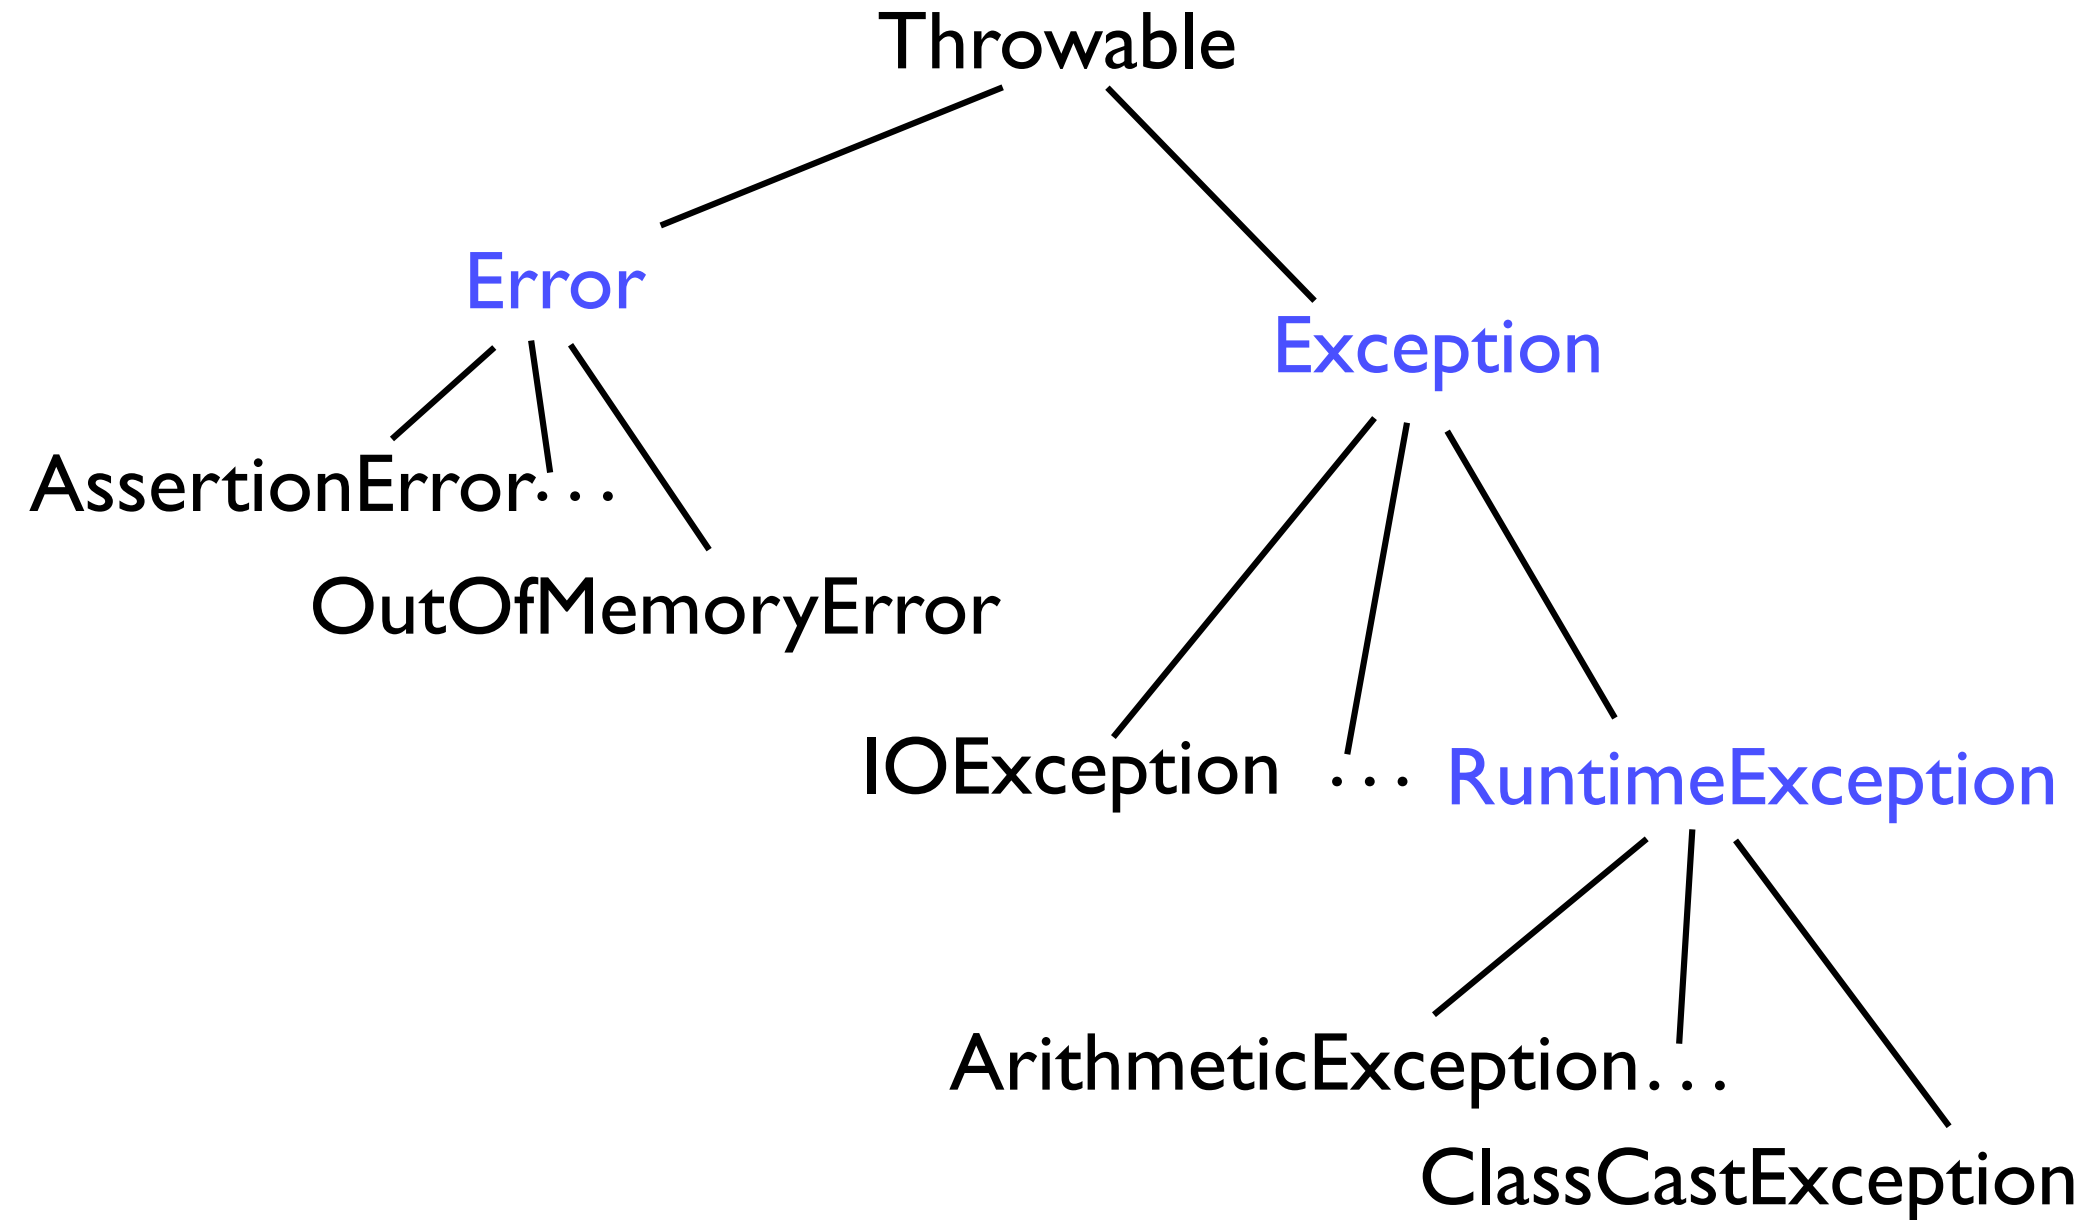 Throwable
Error
Exception
AssertionError...
OutOfMemoryError
IOException ... RuntimeException
ArithmeticException...
ClassCastException